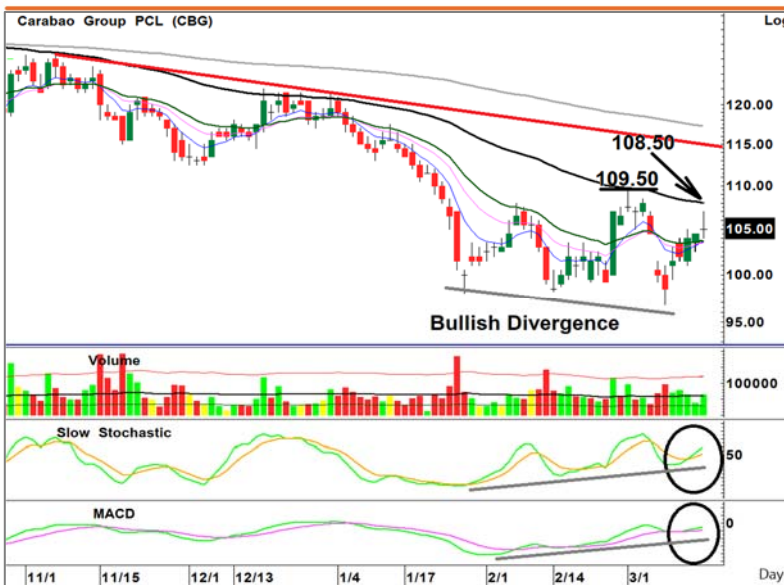 Carabao Group PCL (CBG)
Log
120.00
115.00
108.50
109.50
110.00
105.00
100.00
95.00
Bullish Divergence
Volume
100000
Slow Stochastic
50
MACD
0
11/1 11/15 12/1 12/13 1/4 1/17 2/1 2/14 3/1 Day